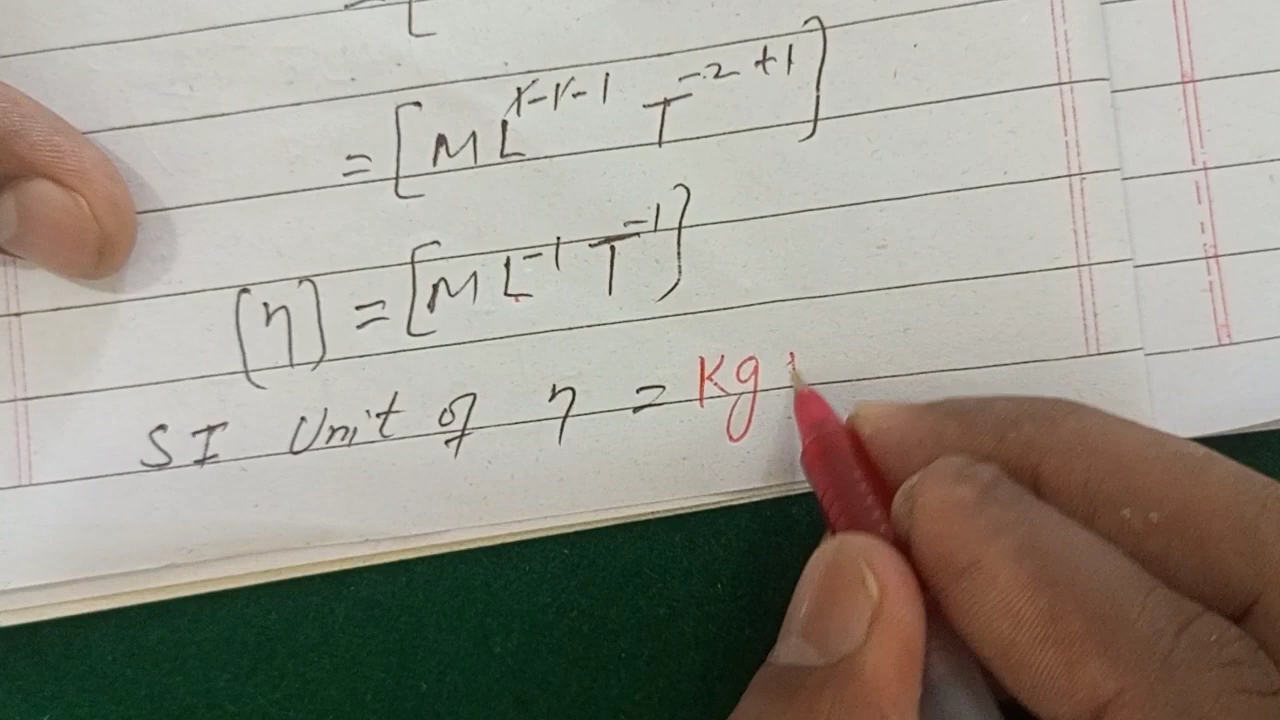 = [M L^{1-1-1} T^{-2+1}]
[η] = [M L^{-1} T^{-1}]
SI Unit of η = Kg